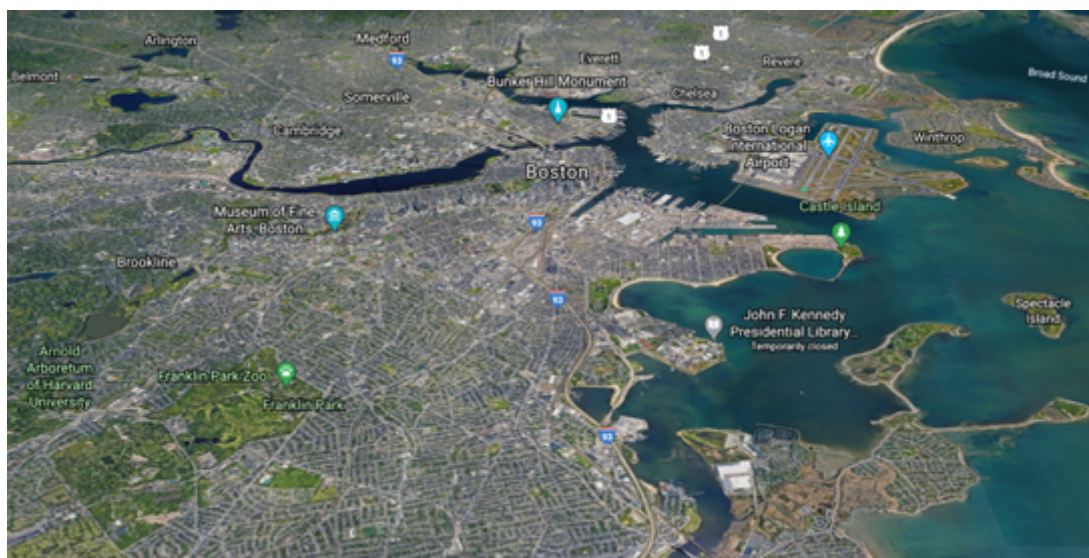 Arlington
Medford
93
1
1
Everett
Revere
Belmont
Broad Sound
Bunker Hill Monument
Somerville
Chelsea
1
Cambridge
Boston Logan
International
Airport
Winthrop
Boston
Castle Island
Museum of Fine
Arts, Boston
93
Brookline
93
Spectacle
Island
John F. Kennedy
Presidential Library...
Temporarily closed
Arnold
Arboretum
of Harvard
University
Franklin Park Zoo
Franklin Park
93